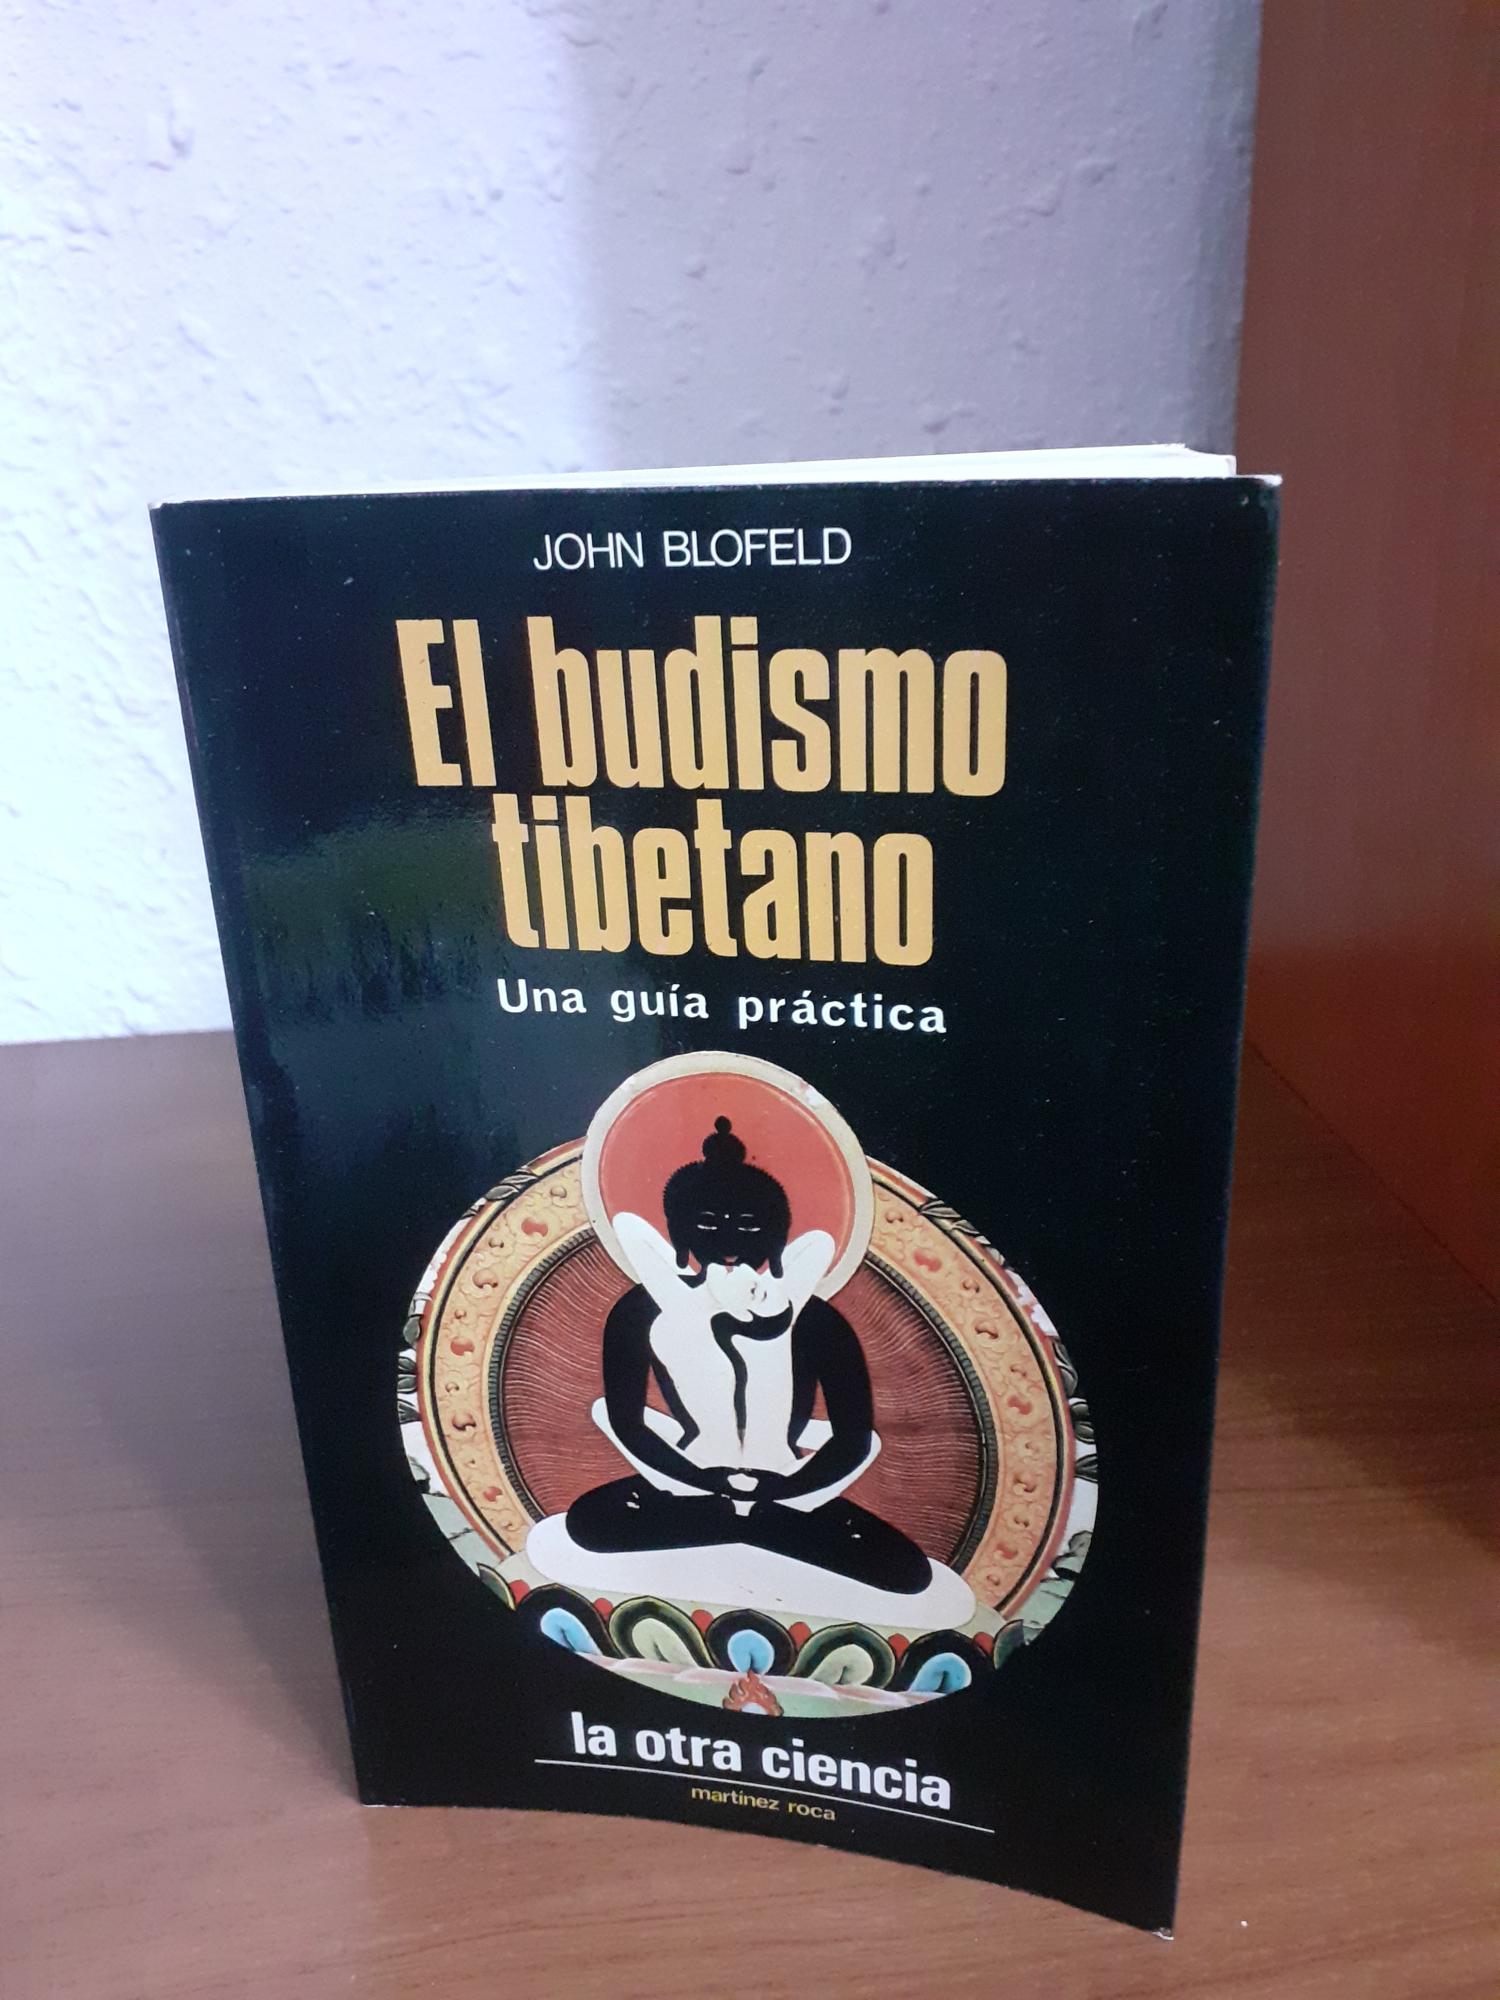 JOHN BLOFELD
El budismo
tibetano
Una guía práctica
la otra ciencia
martínez roca